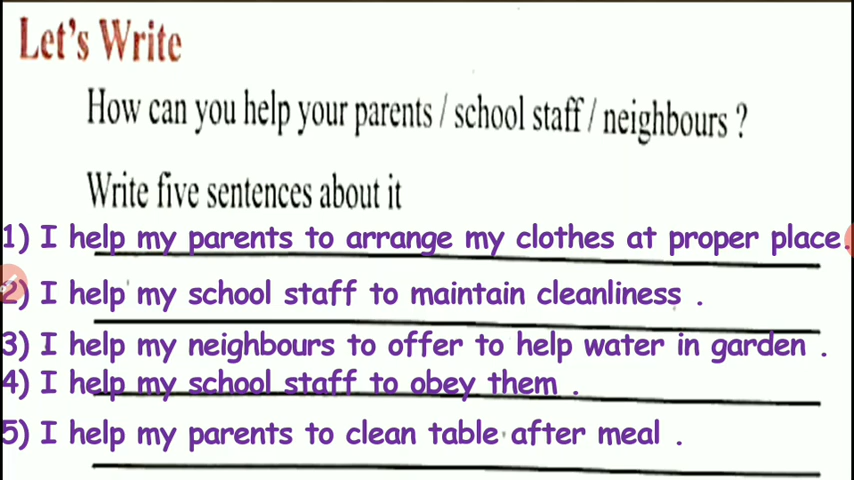 Let's Write
How can you help your parents / school staff / neighbours ?
Write five sentences about it
1) I help my parents to arrange my clothes at proper place.
2) I help my school staff to maintain cleanliness .
3) I help my neighbours to offer to help water in garden .
4) I help my school staff to obey them .
5) I help my parents to clean table after meal .